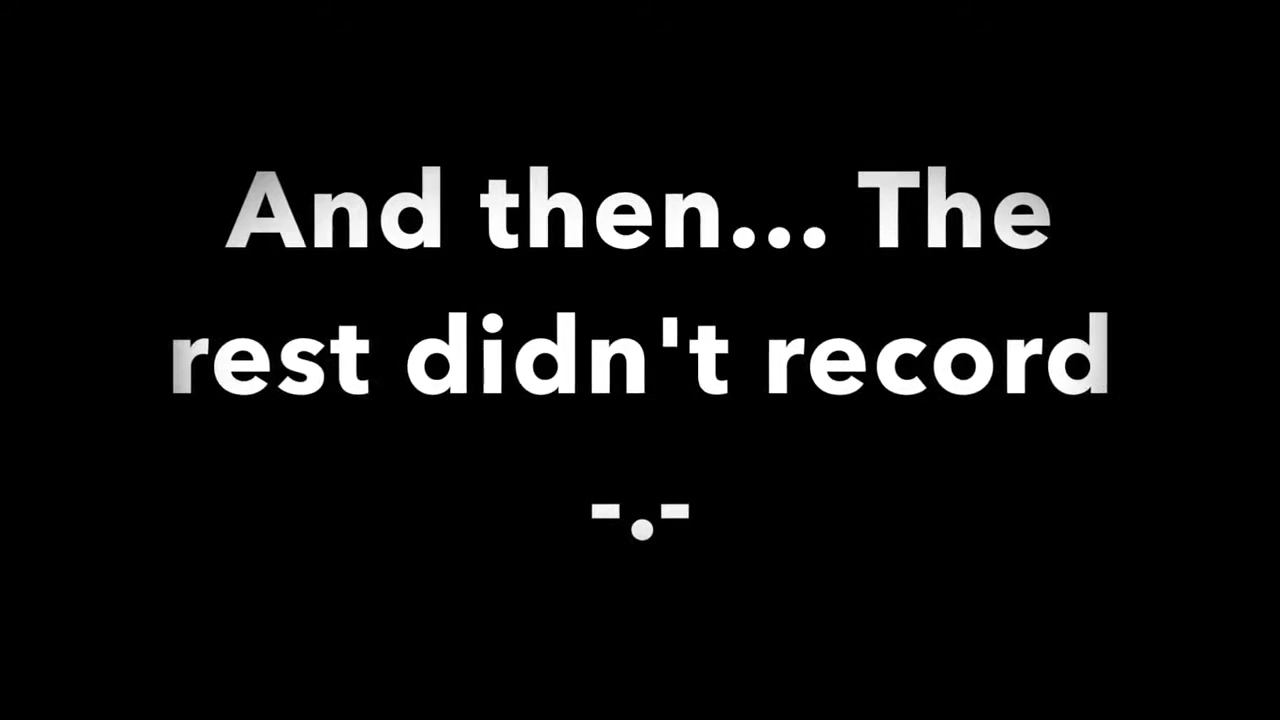 And then... The
rest didn't record
-.-